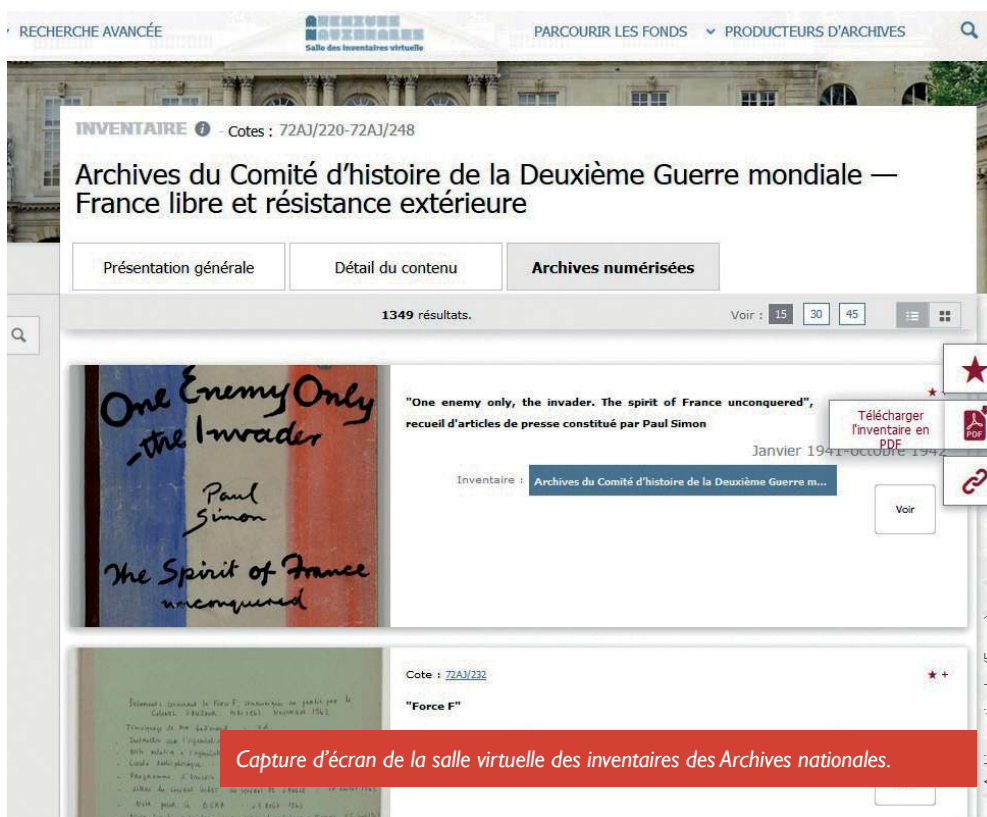 RECHERCHE AVANCÉE
ARCHIVES
NATIONALES
Salle des inventaires virtuelle
PARCOURIR LES FONDS
PRODUCTEURS D'ARCHIVES
INVENTAIRE i - Cotes : 72AJ/220-72AJ/248
Archives du Comité d'histoire de la Deuxième Guerre mondiale —
France libre et résistance extérieure
Présentation générale
Détail du contenu
Archives numérisées
1349 résultats.
Voir : 15 30 45
One Enemy Only
_the Invader
Paul
Simon
The Spirit of France
unconquered
"One enemy only, the invader. The spirit of France unconquered",
recueil d'articles de presse constitué par Paul Simon
★ +
Télécharger
l'inventaire en
PDF
PDF
Janvier 1941-octobre 1942
Inventaire : Archives du Comité d'histoire de la Deuxième Guerre m...
Voir
Cote : 72AJ/232
★ +
"Force F"
Capture d'écran de la salle virtuelle des inventaires des Archives nationales.